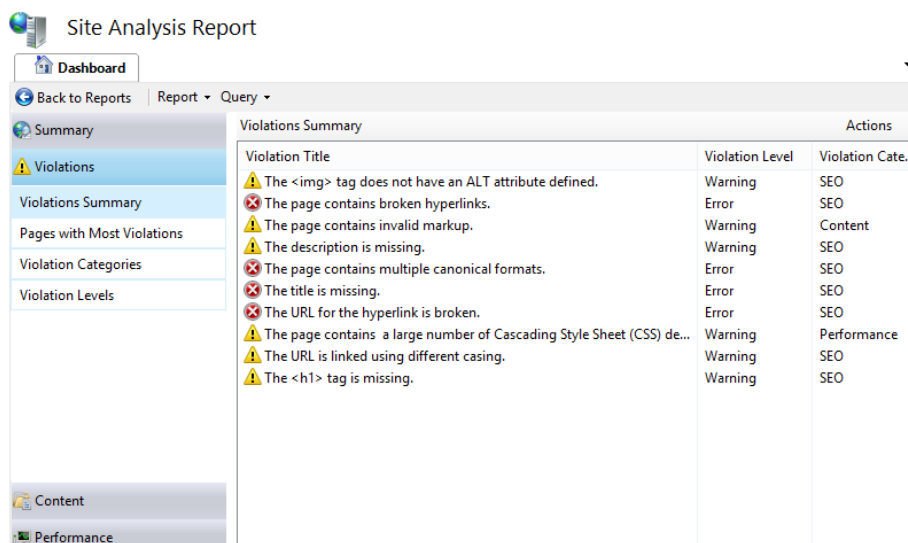 Site Analysis Report
Dashboard
Back to Reports Report Query
Summary
Violations
Violations Summary
Pages with Most Violations
Violation Categories
Violation Levels
Content
Performance
Violations Summary Actions
Violation Title Violation Level Violation Cate.
The <img> tag does not have an ALT attribute defined. Warning SEO
The page contains broken hyperlinks. Error SEO
The page contains invalid markup. Warning Content
The description is missing. Warning SEO
The page contains multiple canonical formats. Error SEO
The title is missing. Error SEO
The URL for the hyperlink is broken. Error SEO
The page contains  a large number of Cascading Style Sheet (CSS) de... Warning Performance
The URL is linked using different casing. Warning SEO
The <h1> tag is missing. Warning SEO